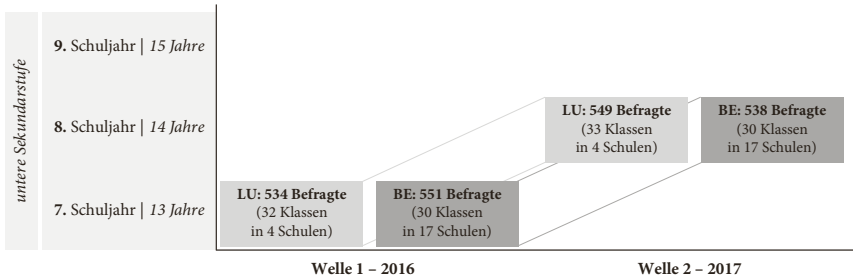 untere Sekundarstufe
9. Schuljahr | 15 Jahre
8. Schuljahr | 14 Jahre
7. Schuljahr | 13 Jahre
LU: 549 Befragte
(33 Klassen
in 4 Schulen)
BE: 538 Befragte
(30 Klassen
in 17 Schulen)
LU: 534 Befragte
(32 Klassen
in 4 Schulen)
BE: 551 Befragte
(30 Klassen
in 17 Schulen)
Welle 1 – 2016
Welle 2 – 2017